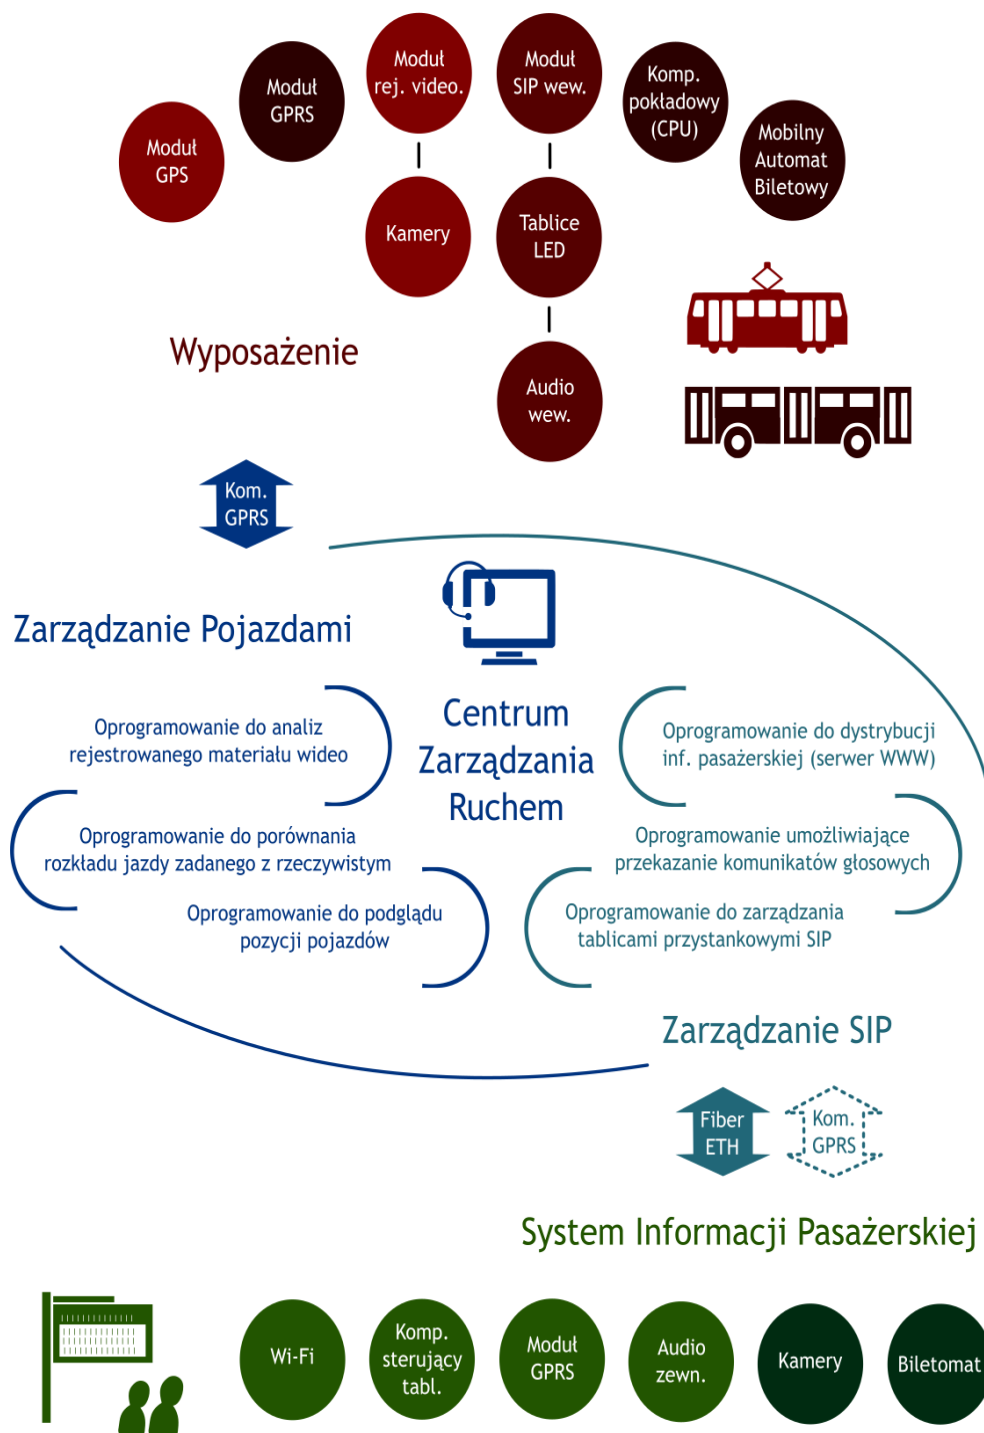 Moduł
GPS
Moduł
GPRS
Moduł
rej. video.
Moduł
SIP wew.
Komp.
pokładowy
(CPU)
Mobilny
Automat
Biletowy
Kamery
Tablice
LED
Audio
wew.
Wyposażenie
Kom.
GPRS
Zarządzanie Pojazdami
Centrum
Zarządzania
Ruchem
Oprogramowanie do analiz
rejestrowanego materiału wideo
Oprogramowanie do porównania
rozkładu jazdy zadanego z rzeczywistym
Oprogramowanie do podglądu
pozycji pojazdów
Oprogramowanie do dystrybucji
inf. pasażerskiej (serwer WWW)
Oprogramowanie umożliwiające
przekazanie komunikatów głosowych
Oprogramowanie do zarządzania
tablicami przystankowymi SIP
Zarządzanie SIP
Fiber
ETH
Kom.
GPRS
System Informacji Pasażerskiej
Wi-Fi
Komp.
sterujący
tabl.
Moduł
GPRS
Audio
zewn.
Kamery
Biletomat